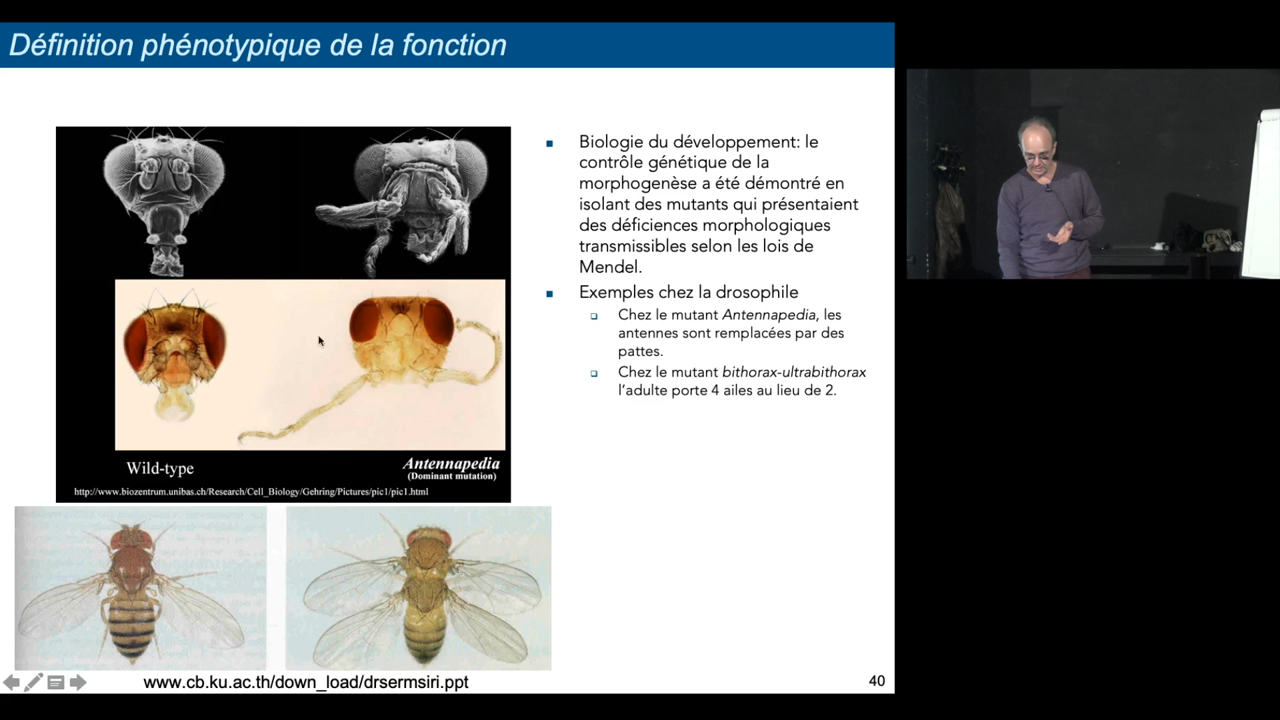 Définition phénotypique de la fonction
Biologie du développement: le
contrôle génétique de la
morphogenèse a été démontré en
isolant des mutants qui présentaient
des déficiences morphologiques
transmissibles selon les lois de
Mendel.
Exemples chez la drosophile
Chez le mutant Antennapedia, les
antennes sont remplacées par des
pattes.
Chez le mutant bithorax-ultrabithorax
l’adulte porte 4 ailes au lieu de 2.
Wild-type
Antennapedia
(Dominant mutation)
http://www.biozentrum.unibas.ch/Research/Cell_Biology/Gehring/Pictures/pic1/pic1.html
www.cb.ku.ac.th/down_load/drsermsiri.ppt
40